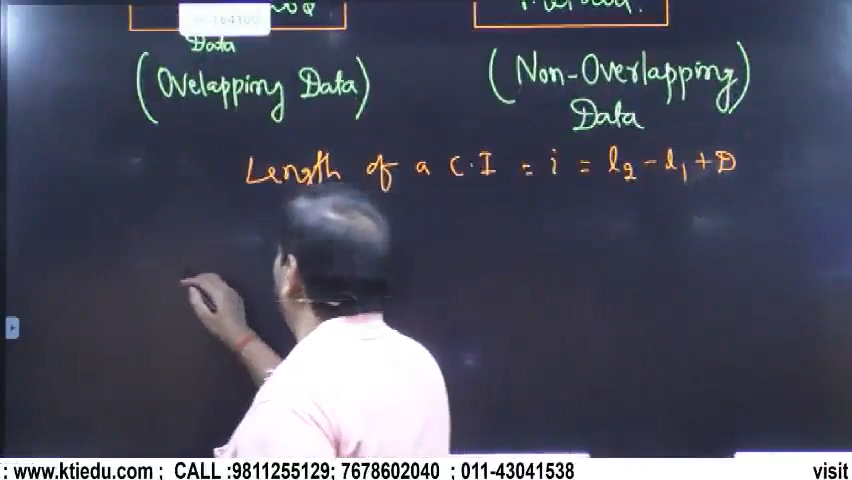 164100
Data
(Ovelapping Data)
(Non-Overlapping)
Data
Length of a C.I = i = l2 - l1 + D
: www.ktiedu.com ; CALL :9811255129; 7678602040 ; :011-43041538
visit